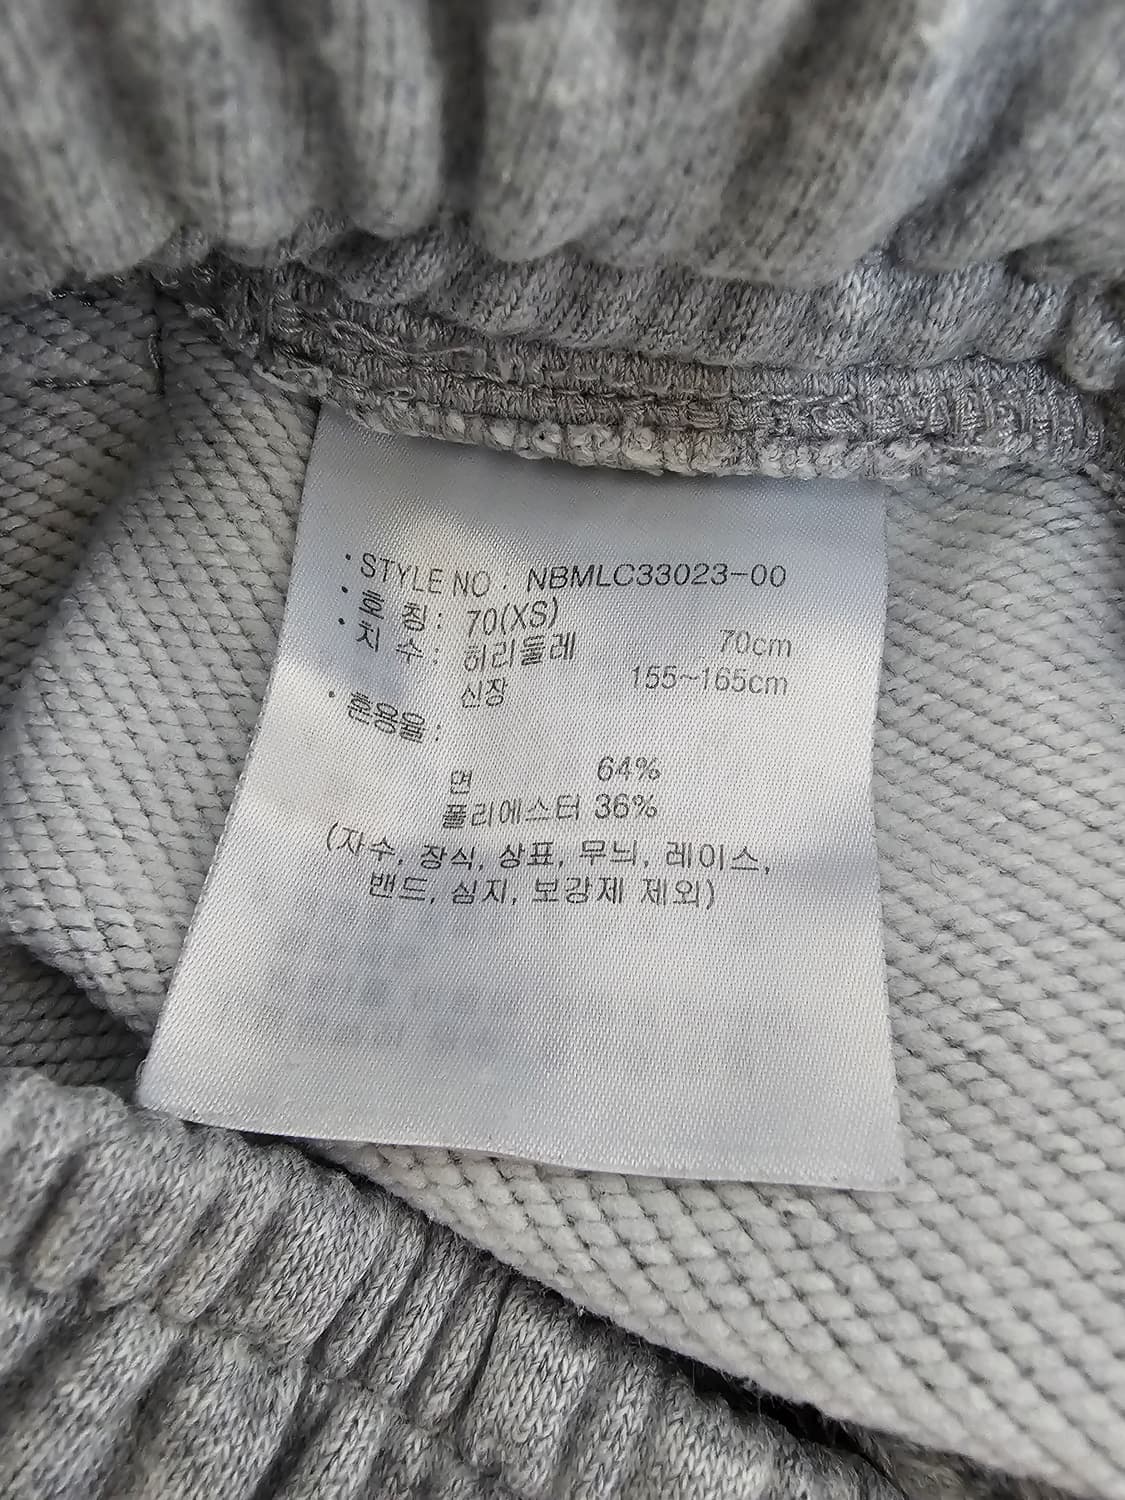 · STYLE NO : NBMLC33023-00
· 호 칭 : 70(XS)
· 치 수 : 허리둘레 70cm
신장 155~165cm
· 혼용율 :
면 64%
폴리에스터 36%
(자수, 장식, 상표, 무늬, 레이스,
밴드, 심지, 보강제 제외)